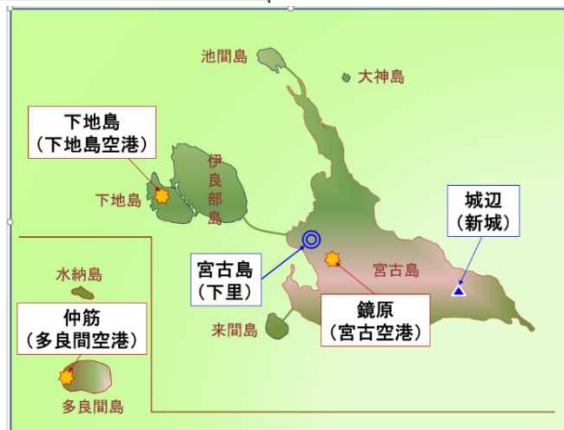 池間島
大神島
下地島
(下地島空港)
伊良部島
下地島
城辺
(新城)
宮古島
(下里)
宮古島
鏡原
(宮古空港)
来間島
水納島
仲筋
(多良間空港)
多良間島